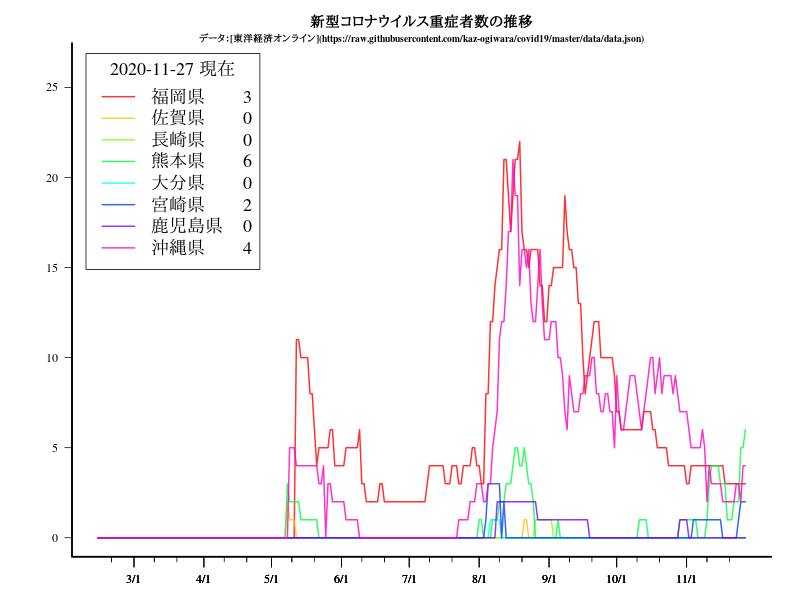 新型コロナウイルス重症者数の推移
データ：[東洋経済オンライン](https://raw.githubusercontent.com/kaz-ogiwara/covid19/master/data/data.json)
2020-11-27 現在
福岡県 3
佐賀県 0
長崎県 0
熊本県 6
大分県 0
宮崎県 2
鹿児島県 0
沖縄県 4
25
20
15
10
5
0
3/1 4/1 5/1 6/1 7/1 8/1 9/1 10/1 11/1